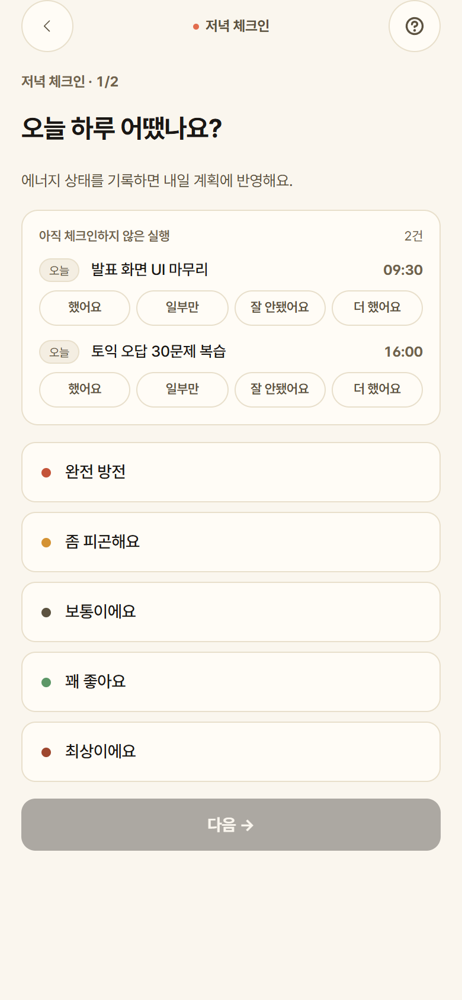 저녁 체크인
저녁 체크인 · 1/2
오늘 하루 어땠나요?
에너지 상태를 기록하면 내일 계획에 반영해요.
아직 체크인하지 않은 실행 2건
오늘 발표 화면 UI 마무리 09:30
했어요 일부만 잘 안됐어요 더 했어요
오늘 토익 오답 30문제 복습 16:00
했어요 일부만 잘 안됐어요 더 했어요
완전 방전
좀 피곤해요
보통이에요
꽤 좋아요
최상이에요
다음 →